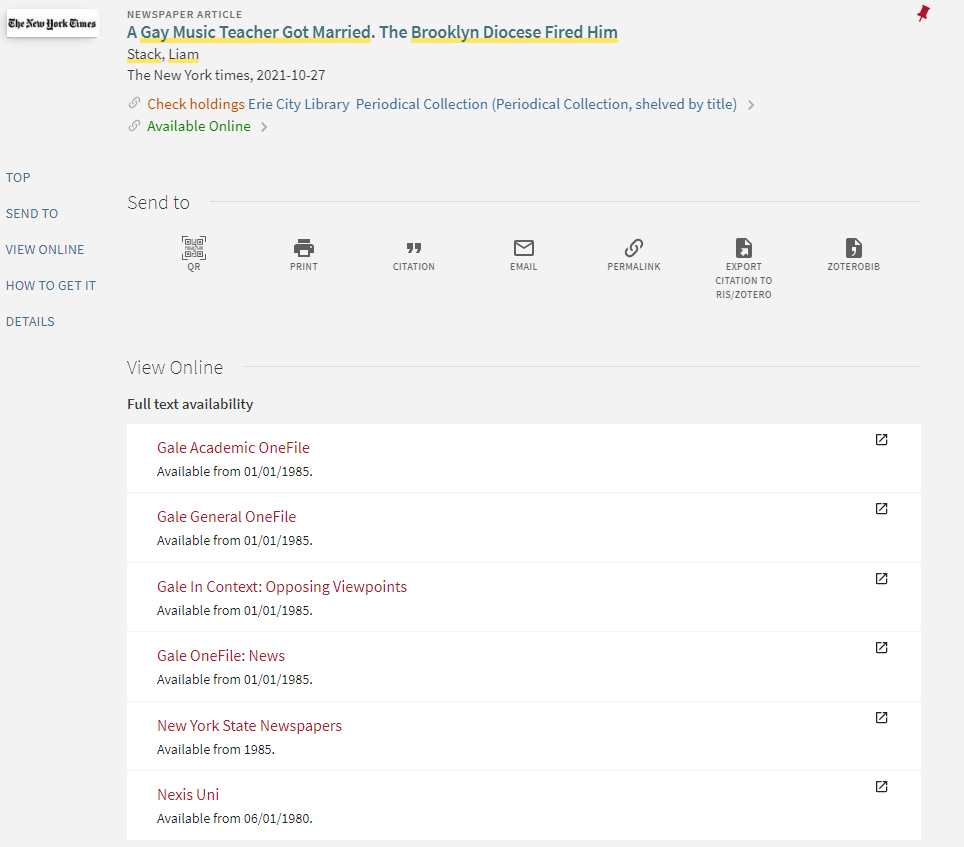 The New York Times
NEWSPAPER ARTICLE
A Gay Music Teacher Got Married. The Brooklyn Diocese Fired Him
Stack, Liam
The New York times, 2021-10-27
Check holdings Erie City Library Periodical Collection (Periodical Collection, shelved by title)
Available Online
TOP
SEND TO
VIEW ONLINE
HOW TO GET IT
DETAILS
Send to
QR
PRINT
CITATION
EMAIL
PERMALINK
EXPORT
CITATION TO
RIS/ZOTERO
ZOTEROBIB
View Online
Full text availability
Gale Academic OneFile
Available from 01/01/1985.
Gale General OneFile
Available from 01/01/1985.
Gale In Context: Opposing Viewpoints
Available from 01/01/1985.
Gale OneFile: News
Available from 01/01/1985.
New York State Newspapers
Available from 1985.
Nexis Uni
Available from 06/01/1980.